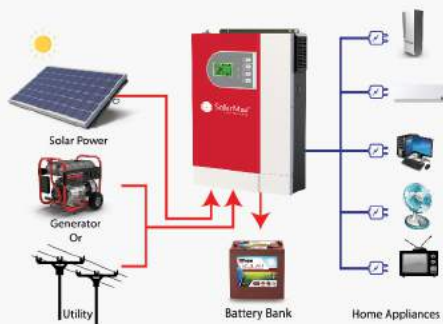 SolarMax
Solar Power
Generator
Or
Utility
Battery Bank
Home Appliances